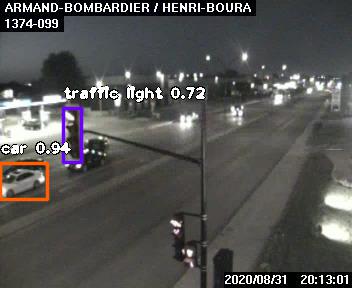 ARMAND-BOMBARDIER / HENRI-BOURA
1374-099
traffic light 0.72
car 0.94
2020/08/31 20:13:01